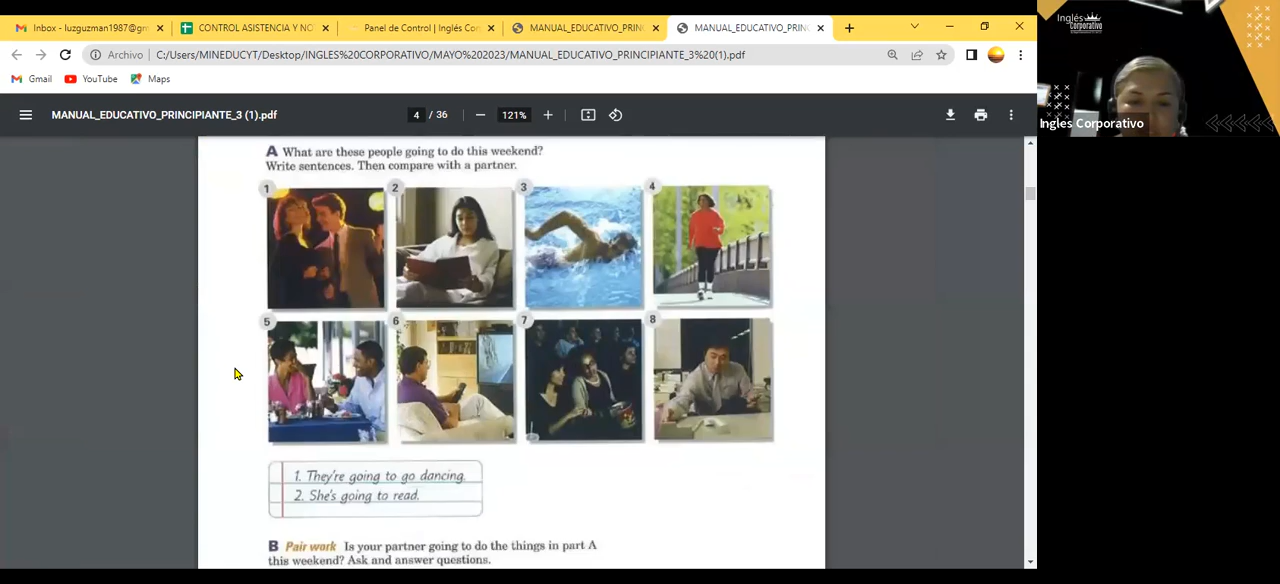 Inbox - luzguzman1987@gm
CONTROL ASISTENCIA Y NOT
Panel de Control | Inglés Com
MANUAL_EDUCATIVO_PRINC
MANUAL_EDUCATIVO_PRINC
Archivo
C:/Users/MINEDUCYT/Desktop/INGLES%20CORPORATIVO/MAYO%202023/MANUAL_EDUCATIVO_PRINCIPIANTE_3%20(1).pdf
Gmail
YouTube
Maps
MANUAL_EDUCATIVO_PRINCIPIANTE_3 (1).pdf
4 / 36
121%
A What are these people going to do this weekend?
Write sentences. Then compare with a partner.
1
2
3
4
5
6
7
8
1. They're going to go dancing.
2. She's going to read.
B Pair work Is your partner going to do the things in part A
this weekend? Ask and answer questions.
Inglés
Corporativo
Ingles Corporativo